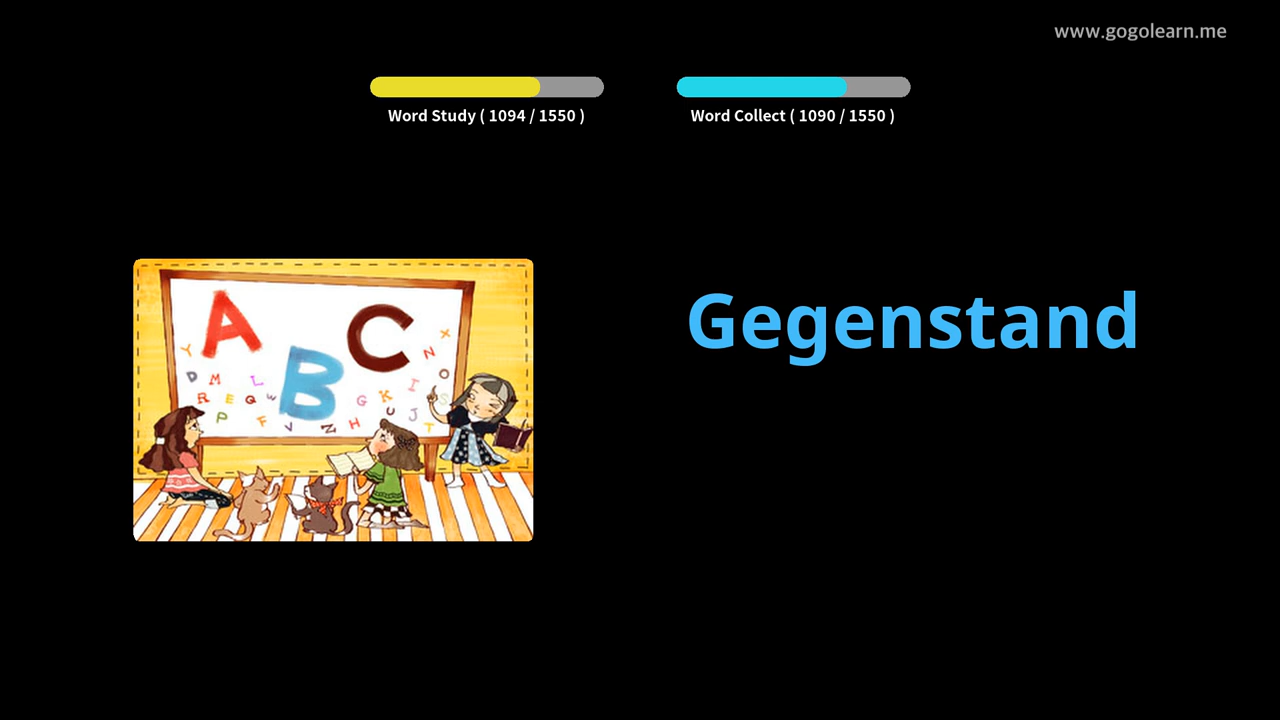 www.gogolearn.me
Word Study ( 1094 / 1550 )
Word Collect ( 1090 / 1550 )
Gegenstand
A
C
B
Y
X
N
D M L
O
R E Q W
G K I
S
P
F V Z H U J T